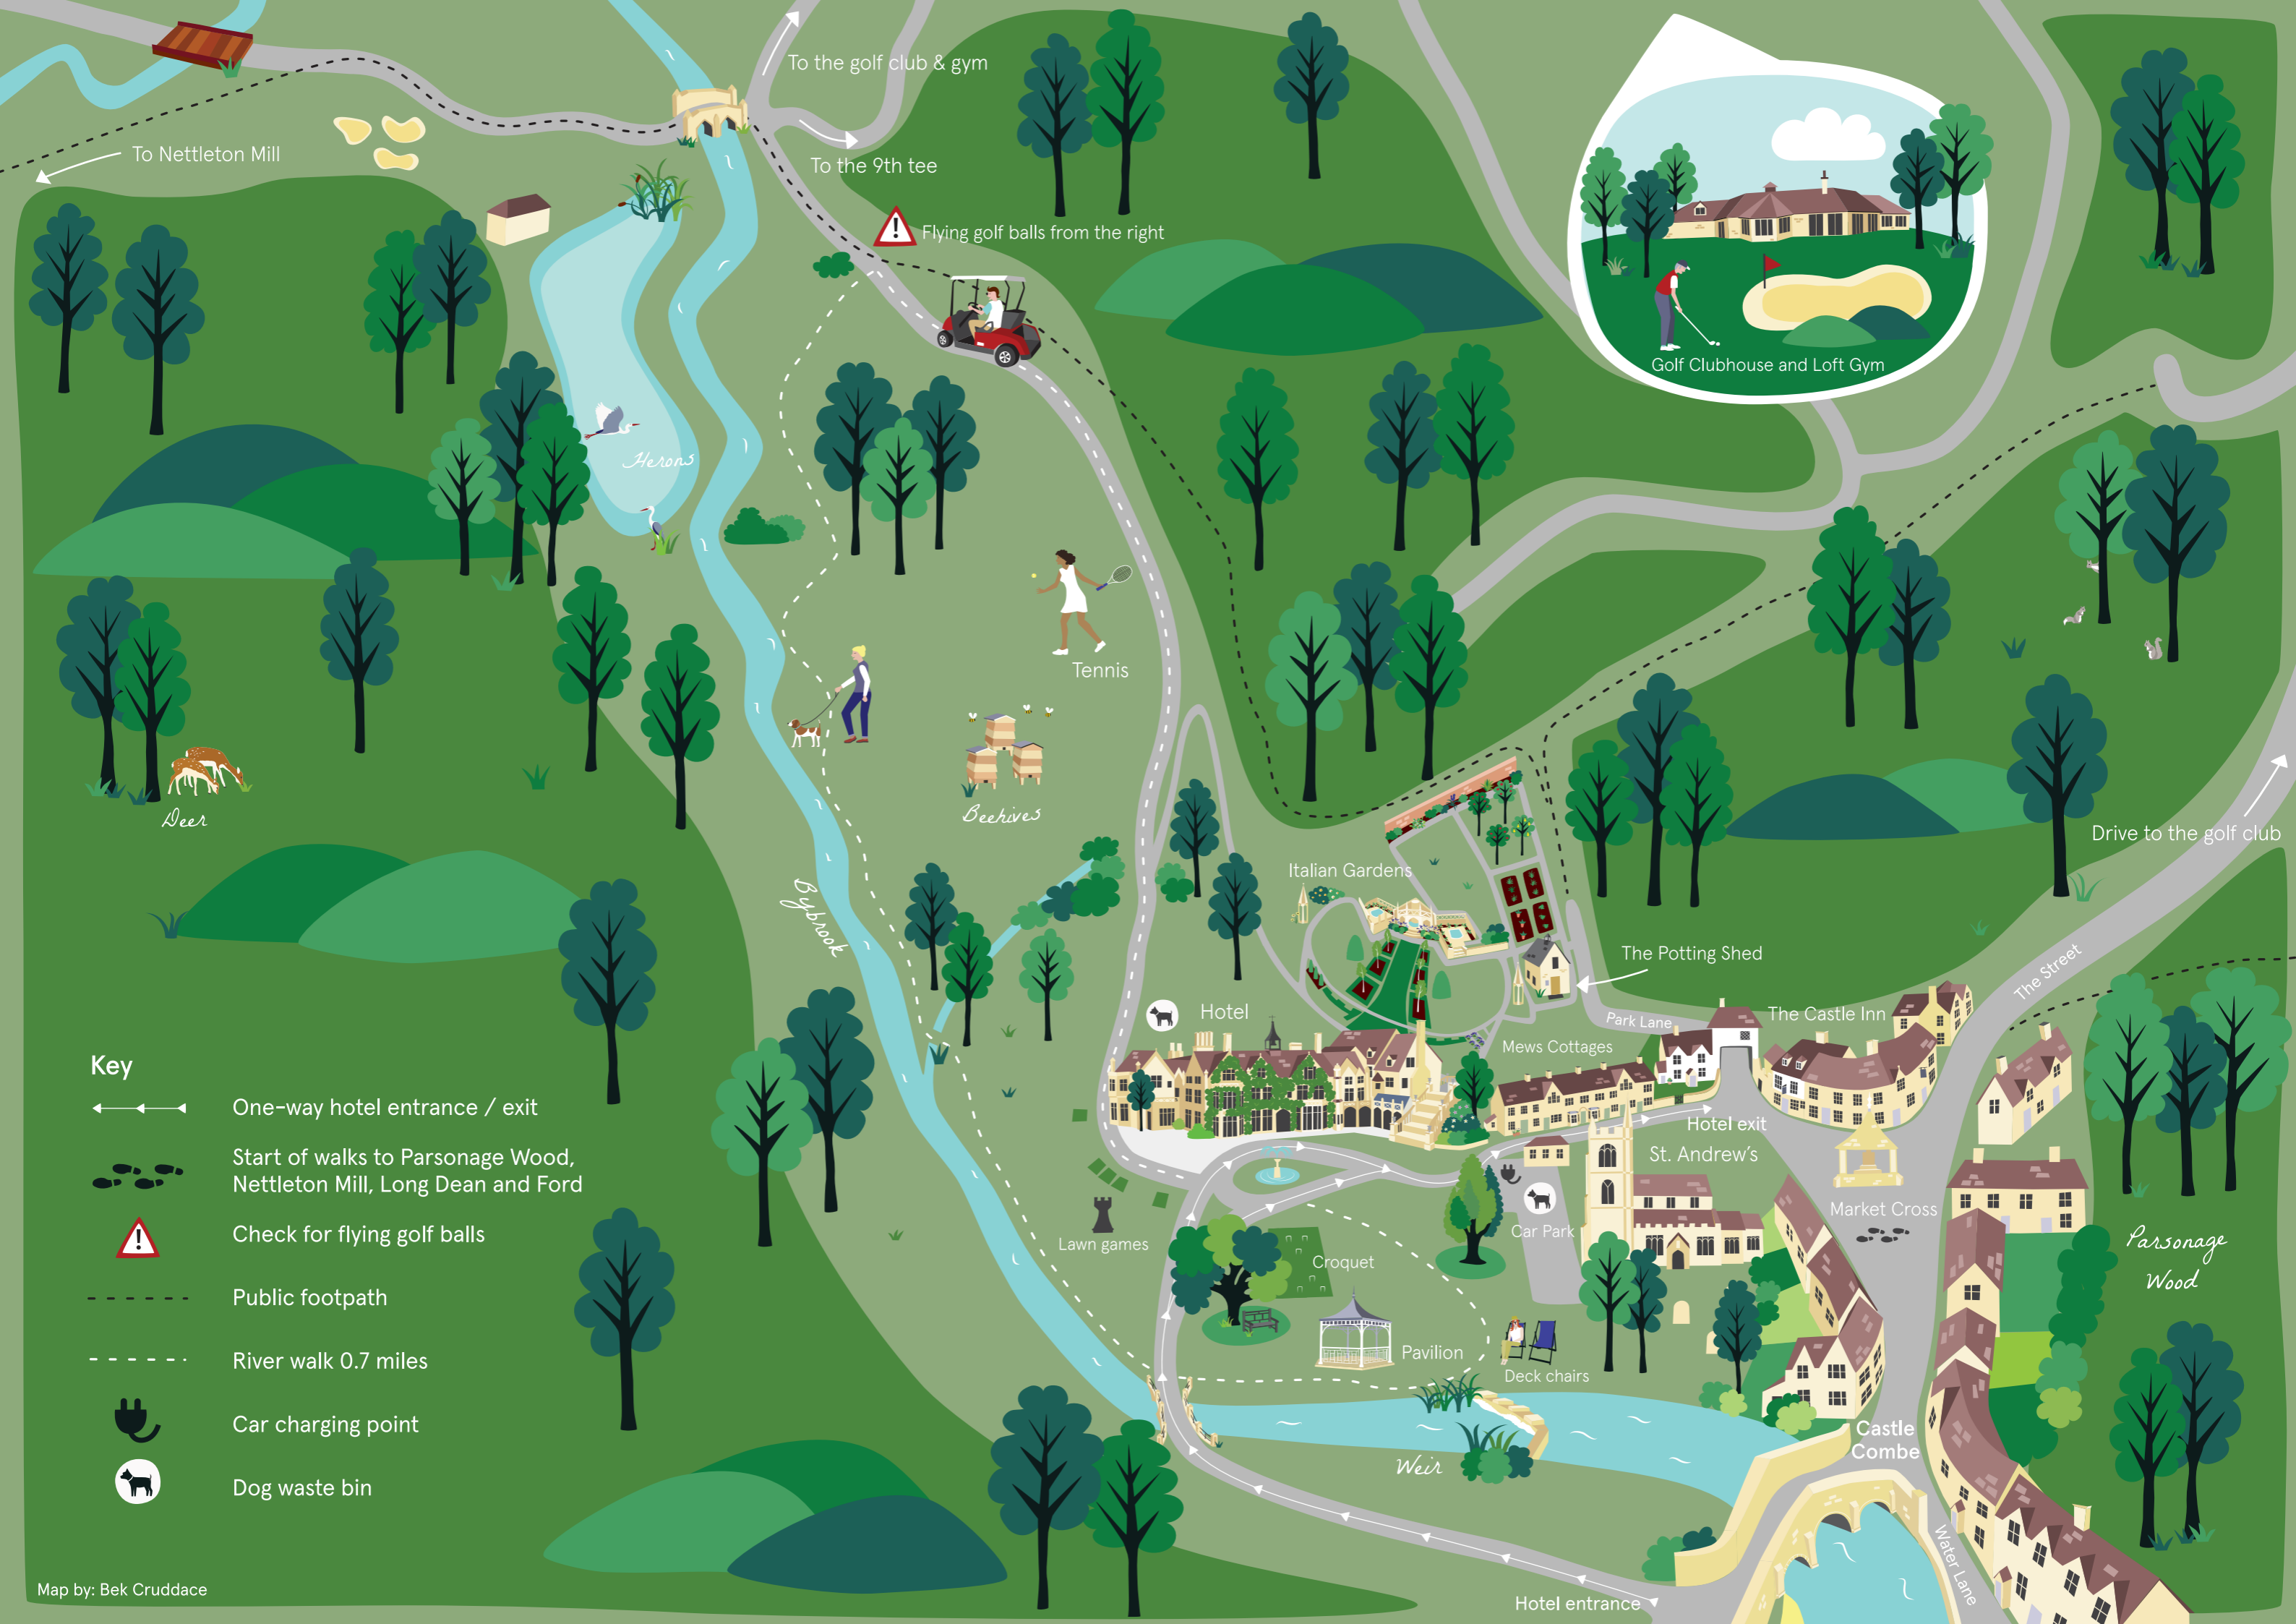 To the golf club & gym
To Nettleton Mill
To the 9th tee
Flying golf balls from the right
Golf Clubhouse and Loft Gym
Herons
Tennis
Beehives
Deer
Drive to the golf club
Italian Gardens
Bybrook
The Potting Shed
The Street
Hotel
Park Lane
The Castle Inn
Mews Cottages
Hotel exit
St. Andrew's
Market Cross
Car Park
Lawn games
Croquet
Parsonage
Wood
Pavilion
Deck chairs
Weir
Castle
Combe
Water Lane
Hotel entrance
Key
One-way hotel entrance / exit
Start of walks to Parsonage Wood,
Nettleton Mill, Long Dean and Ford
Check for flying golf balls
Public footpath
River walk 0.7 miles
Car charging point
Dog waste bin
Map by: Bek Cruddace